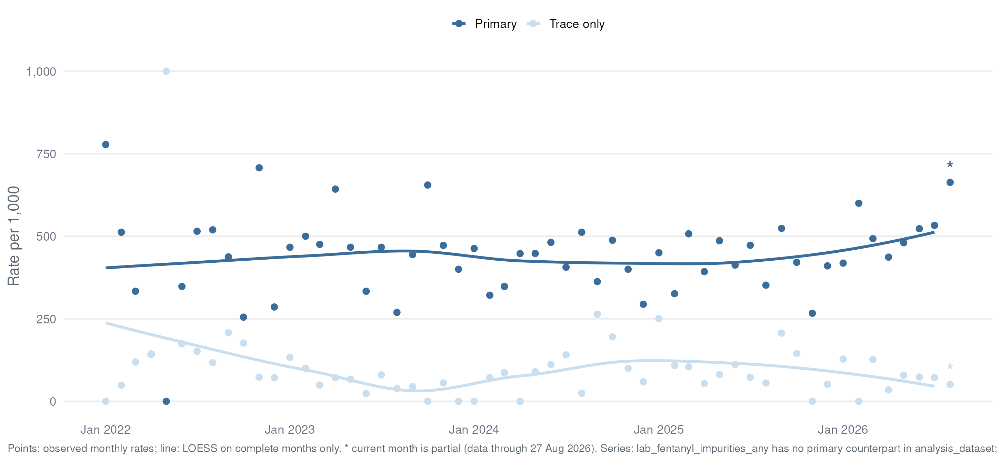 Primary Trace only
1,000
750
500
250
0
Rate per 1,000
*
*
Jan 2022 Jan 2023 Jan 2024 Jan 2025 Jan 2026
Points: observed monthly rates; line: LOESS on complete months only. * current month is partial (data through 27 Aug 2026). Series: lab_fentanyl_impurities_any has no primary counterpart in analysis_dataset;